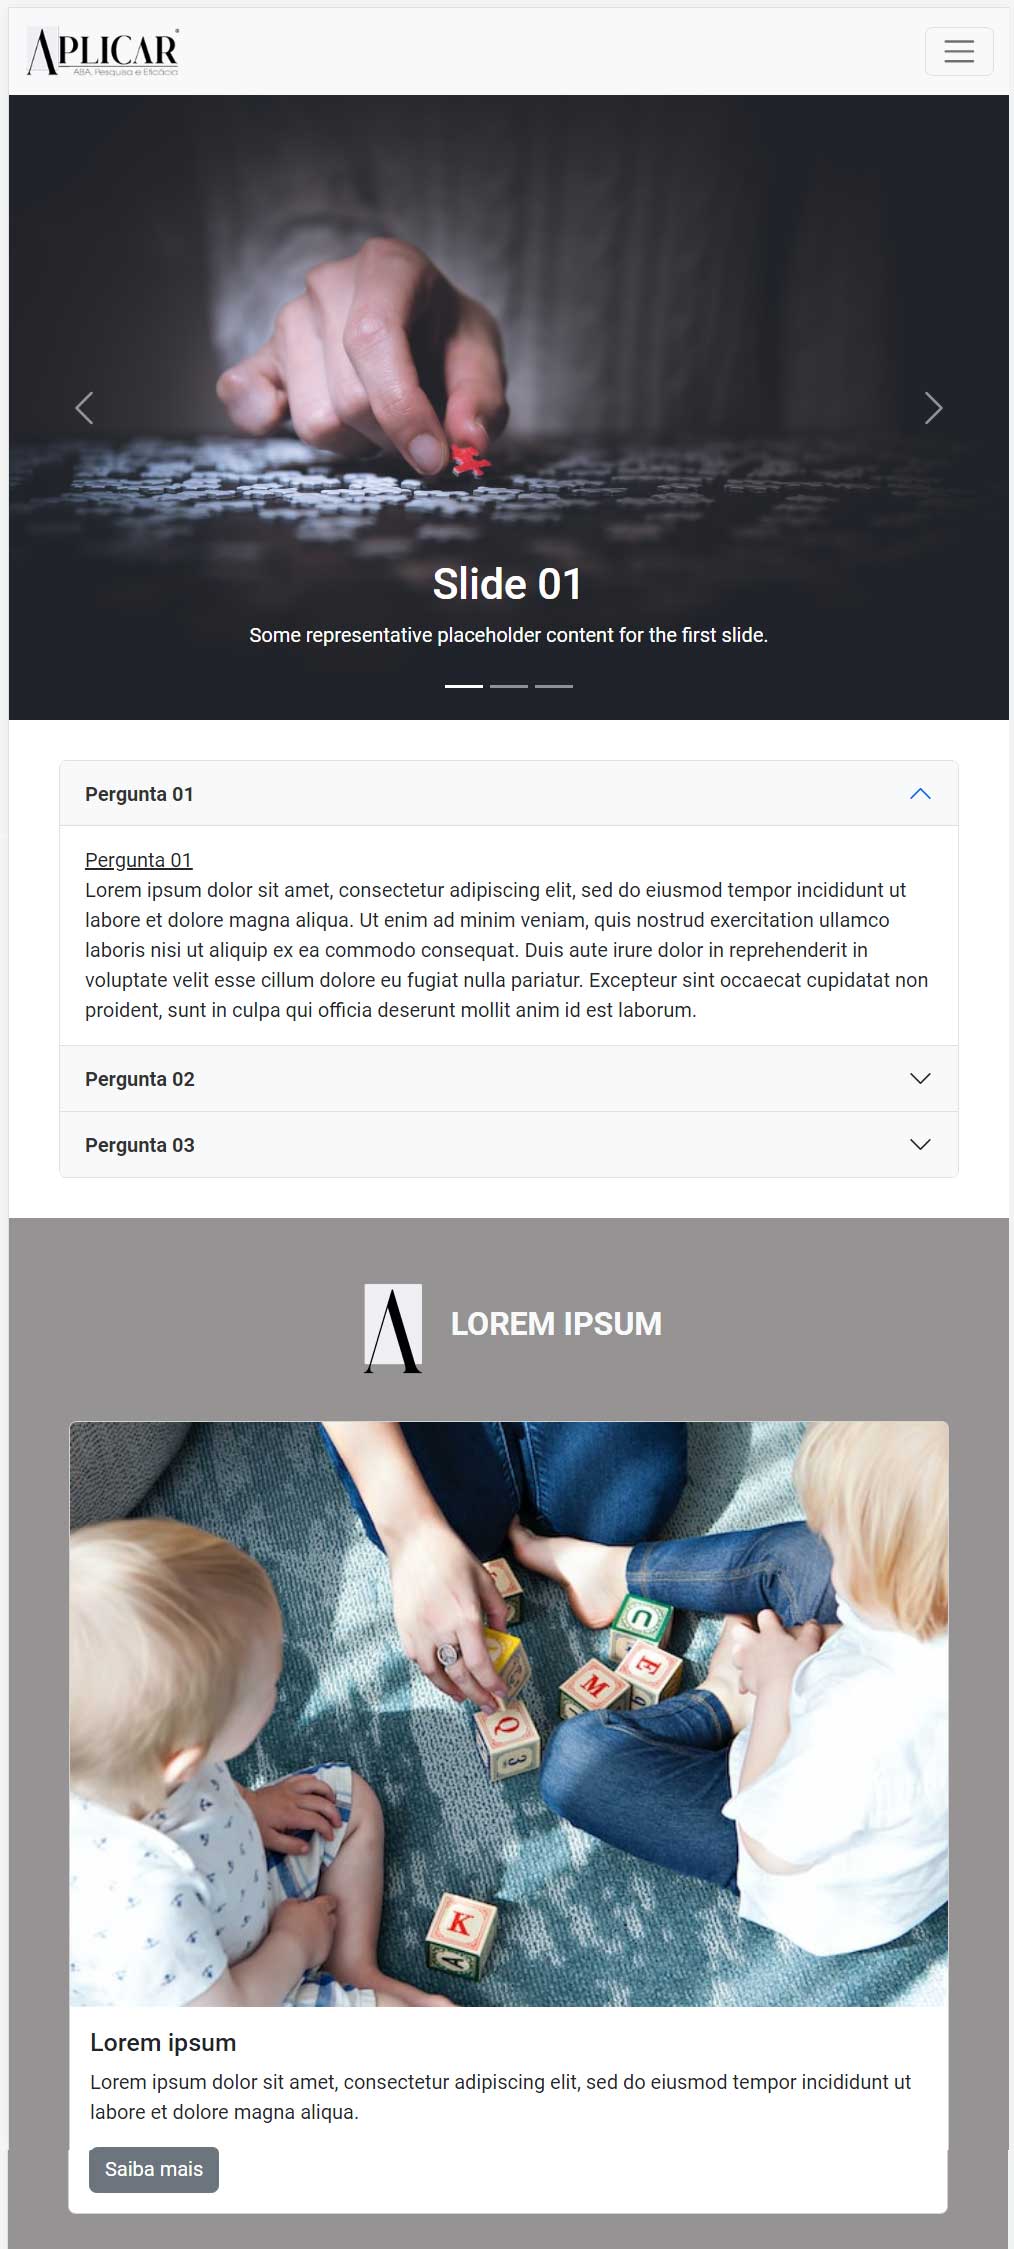 APLICAR
ABA, Pesquisa e Eficácia
Slide 01
Some representative placeholder content for the first slide.
Pergunta 01
Pergunta 01
Lorem ipsum dolor sit amet, consectetur adipiscing elit, sed do eiusmod tempor incididunt ut
labore et dolore magna aliqua. Ut enim ad minim veniam, quis nostrud exercitation ullamco
laboris nisi ut aliquip ex ea commodo consequat. Duis aute irure dolor in reprehenderit in
voluptate velit esse cillum dolore eu fugiat nulla pariatur. Excepteur sint occaecat cupidatat non
proident, sunt in culpa qui officia deserunt mollit anim id est laborum.
Pergunta 02
Pergunta 03
A LOREM IPSUM
U
E
M
Q
3
K
A
Lorem ipsum
Lorem ipsum dolor sit amet, consectetur adipiscing elit, sed do eiusmod tempor incididunt ut
labore et dolore magna aliqua.
Saiba mais